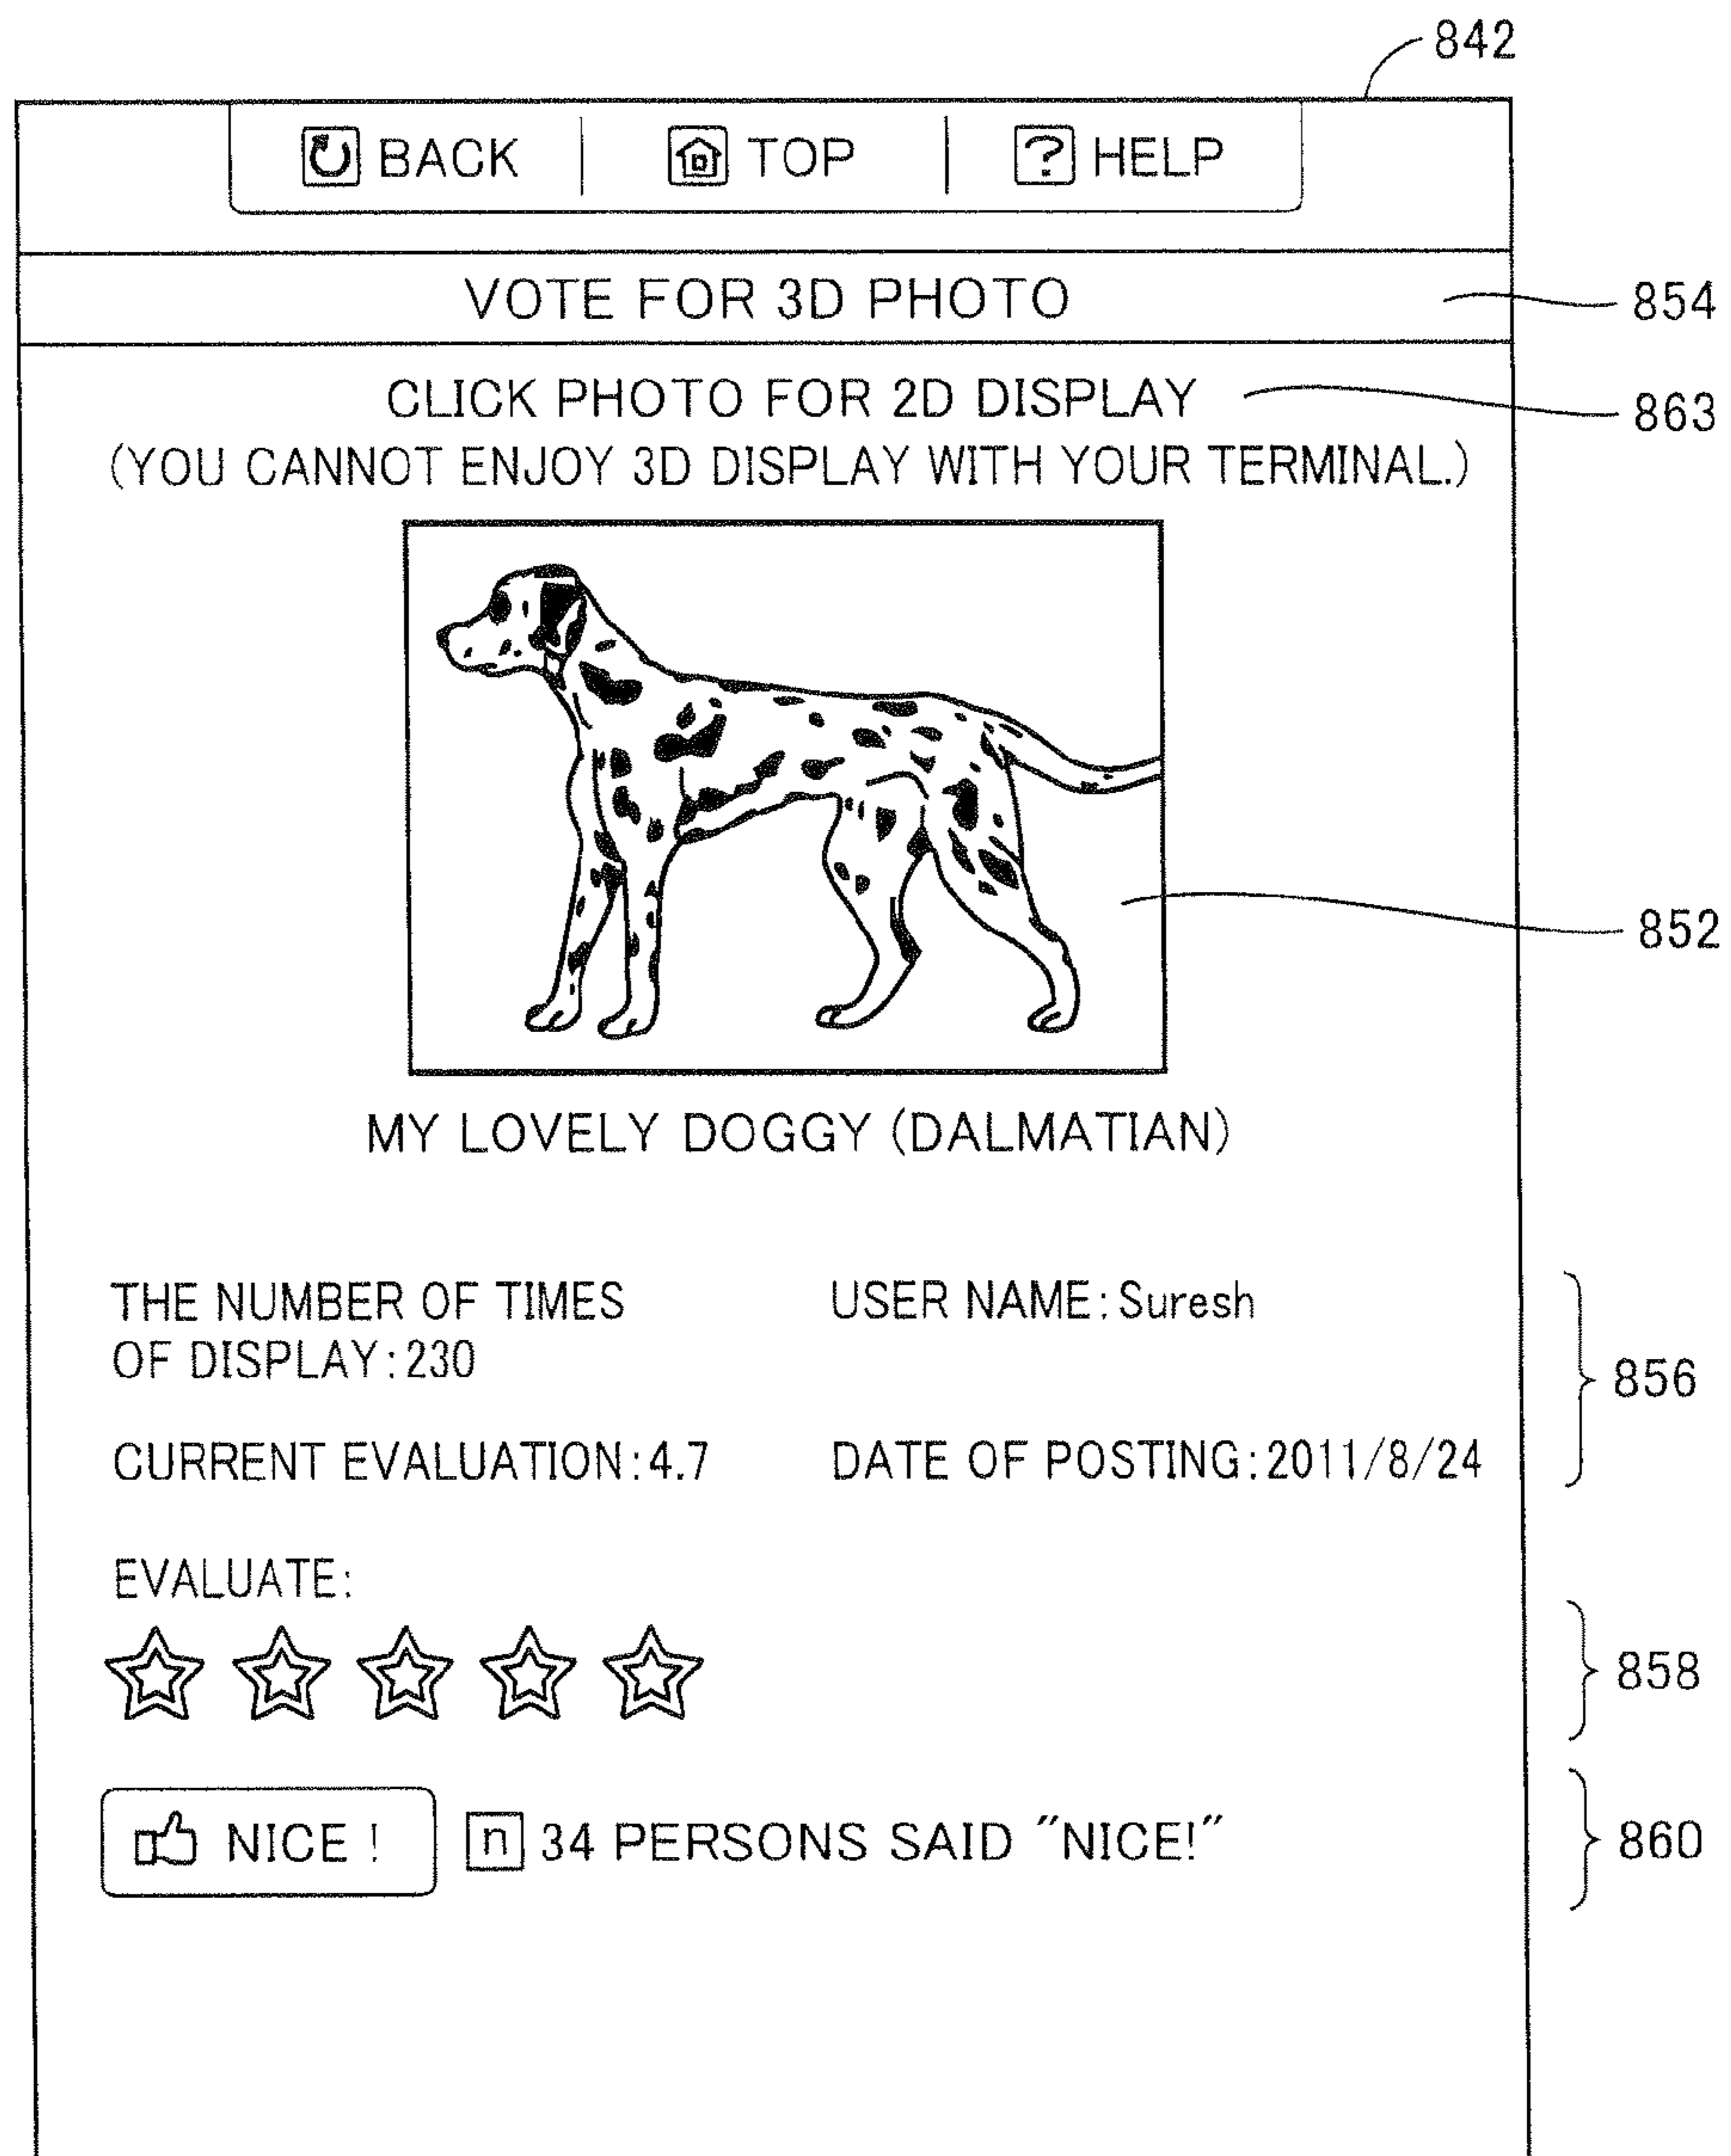 842
BACK TOP ? HELP
VOTE FOR 3D PHOTO 854
CLICK PHOTO FOR 2D DISPLAY 863
(YOU CANNOT ENJOY 3D DISPLAY WITH YOUR TERMINAL.)
852
MY LOVELY DOGGY (DALMATIAN)
THE NUMBER OF TIMES USER NAME:Suresh
OF DISPLAY:230
856
CURRENT EVALUATION:4.7 DATE OF POSTING:2011/8/24
EVALUATE:
858
NICE ! n 34 PERSONS SAID "NICE!" 860